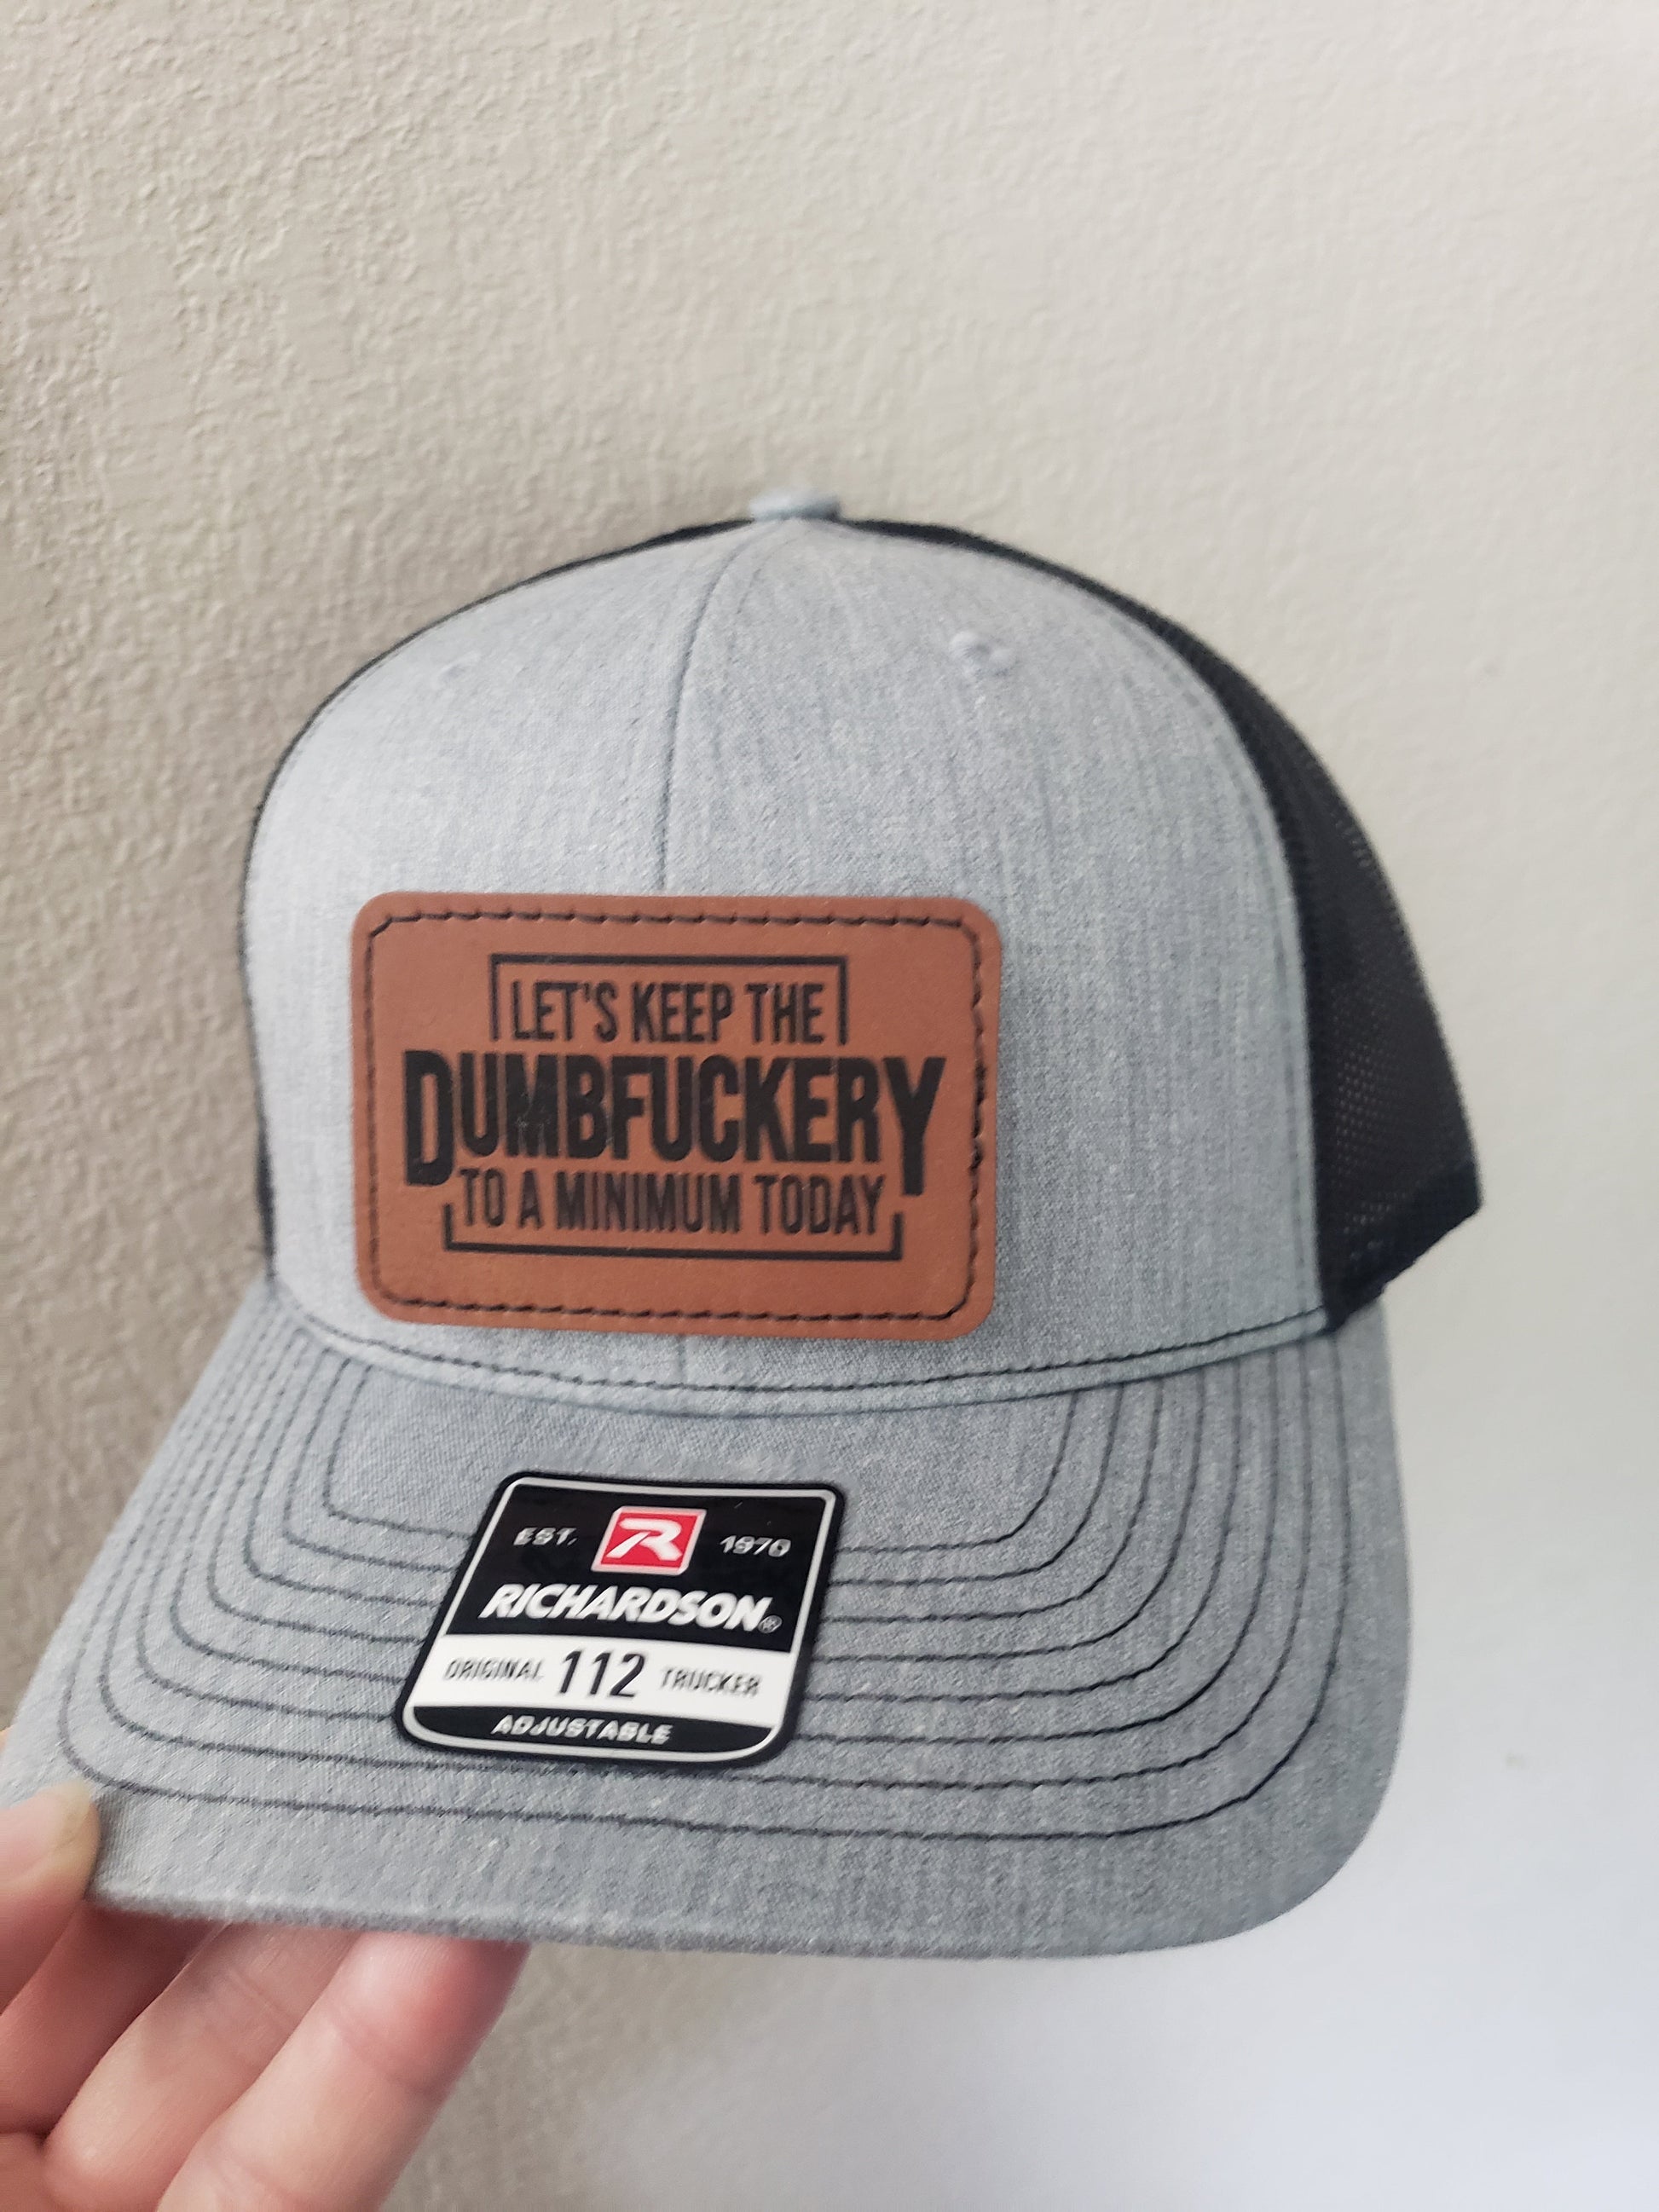 LET'S KEEP THE
DUMBFUCKERY
TO A MINIMUM TODAY
EST. R 1970
RICHARDSON®
ORIGINAL 112 TRUCKER
ADJUSTABLE